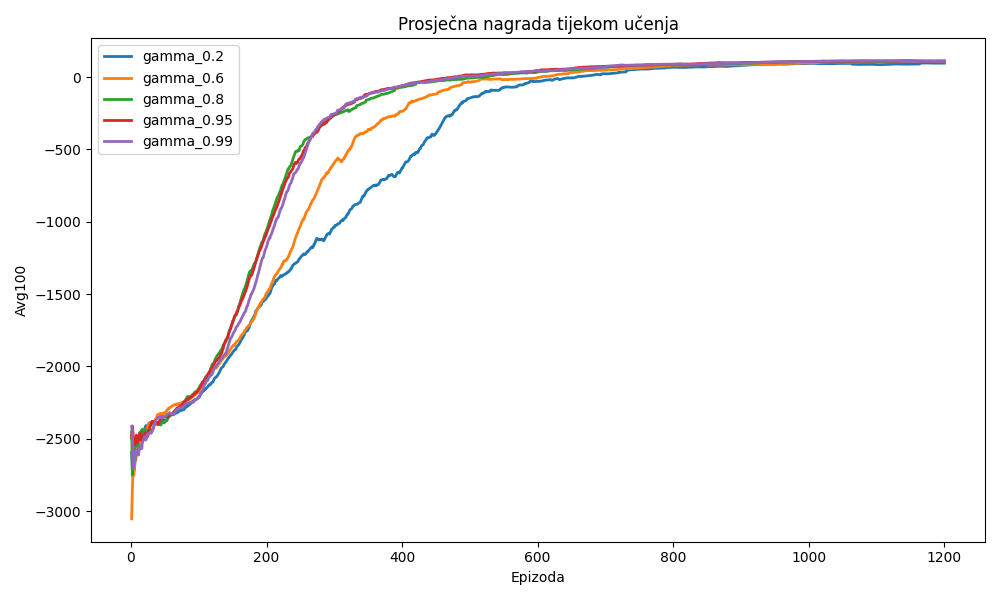 Prosječna nagrada tijekom učenja
gamma_0.2
gamma_0.6
gamma_0.8
gamma_0.95
gamma_0.99
0
−500
−1000
−1500
−2000
−2500
−3000
Avg100
0 200 400 600 800 1000 1200
Epizoda